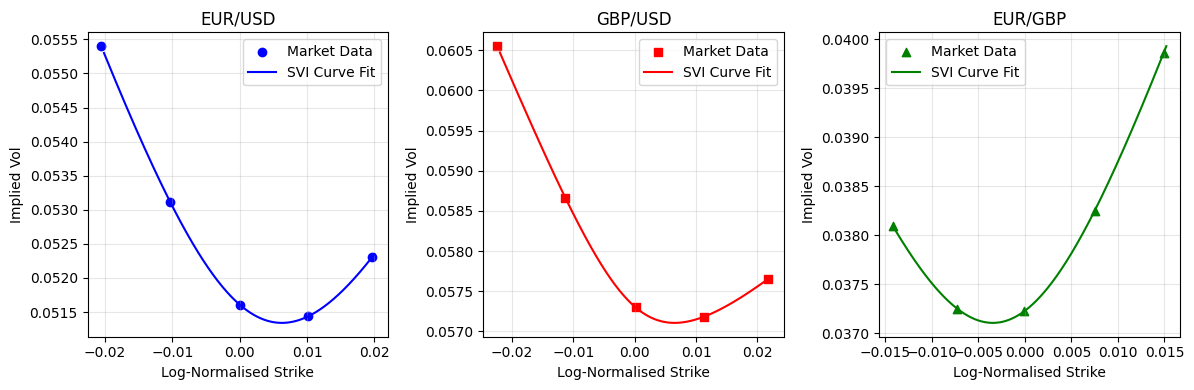 EUR/USD
Market Data
SVI Curve Fit
0.0555
0.0550
0.0545
0.0540
0.0535
0.0530
0.0525
0.0520
0.0515
Implied Vol
−0.02 −0.01 0.00 0.01 0.02
Log-Normalised Strike
GBP/USD
Market Data
SVI Curve Fit
0.0605
0.0600
0.0595
0.0590
0.0585
0.0580
0.0575
0.0570
Implied Vol
−0.02 −0.01 0.00 0.01 0.02
Log-Normalised Strike
EUR/GBP
Market Data
SVI Curve Fit
0.0400
0.0395
0.0390
0.0385
0.0380
0.0375
0.0370
Implied Vol
−0.015 −0.010 −0.005 0.000 0.005 0.010 0.015
Log-Normalised Strike